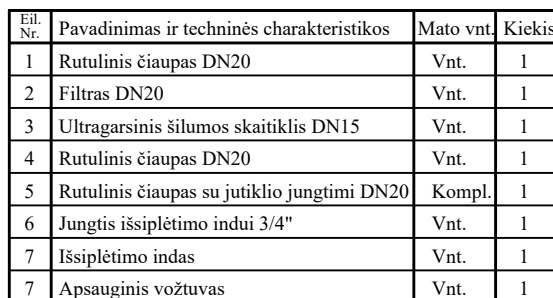 Eil. Nr. Pavadinimas ir techninės charakteristikos Mato vnt. Kiekis
1 Rutulinis čiaupas DN20 Vnt. 1
2 Filtras DN20 Vnt. 1
3 Ultragarsinis šilumos skaitiklis DN15 Vnt. 1
4 Rutulinis čiaupas DN20 Vnt. 1
5 Rutulinis čiaupas su jutiklio jungtimi DN20 Kompl. 1
6 Jungtis išsiplėtimo indui 3/4" Vnt. 1
7 Išsiplėtimo indas Vnt. 1
7 Apsauginis vožtuvas Vnt. 1